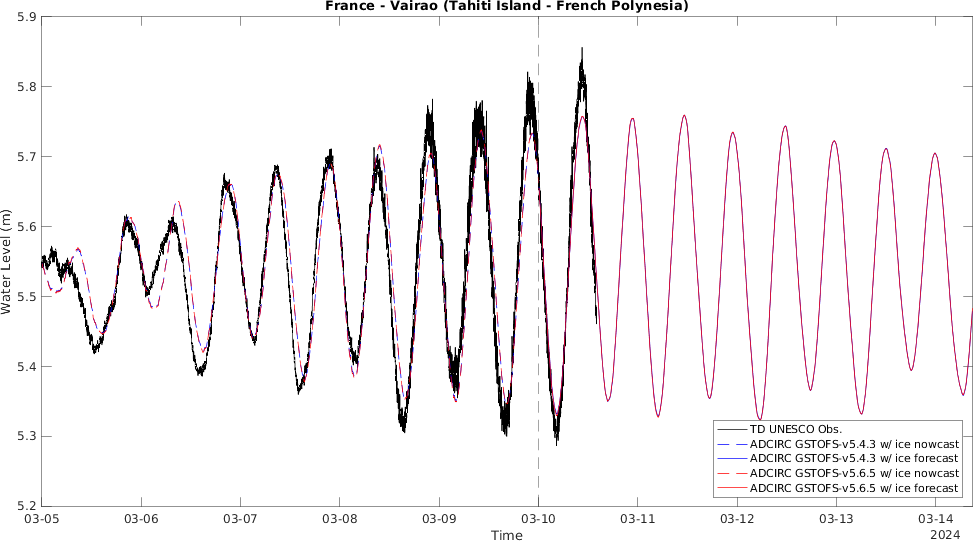 France - Vairao (Tahiti Island - French Polynesia)
5.9
5.8
5.7
5.6
5.5
5.4
5.3
5.2
Water Level (m)
TD UNESCO Obs.
ADCIRC GSTOFS-v5.4.3 w/ ice nowcast
ADCIRC GSTOFS-v5.4.3 w/ ice forecast
ADCIRC GSTOFS-v5.6.5 w/ ice nowcast
ADCIRC GSTOFS-v5.6.5 w/ ice forecast
03-05 03-06 03-07 03-08 03-09 03-10 03-11 03-12 03-13 03-14
2024
Time